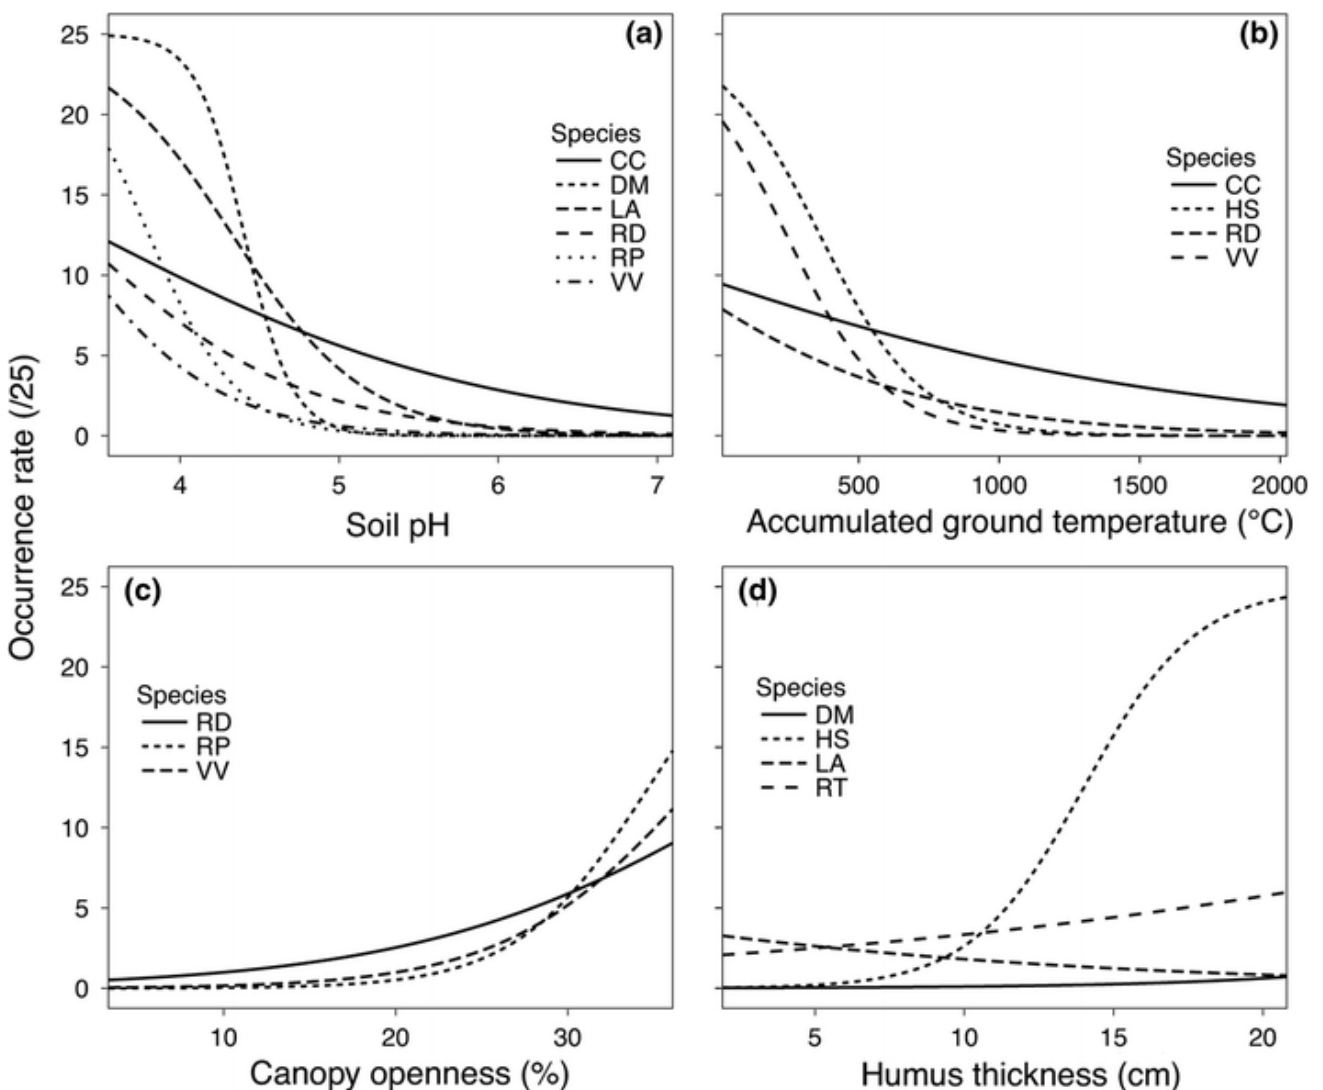 Occurrence rate (/25)
(a)
25
20
15
10
5
0
Species
CC
DM
LA
RD
RP
VV
4 5 6 7
Soil pH
(b)
Species
CC
HS
RD
VV
500 1000 1500 2000
Accumulated ground temperature (°C)
(c)
25
20
15
10
5
0
Species
RD
RP
VV
10 20 30
Canopy openness (%)
(d)
Species
DM
HS
LA
RT
5 10 15 20
Humus thickness (cm)